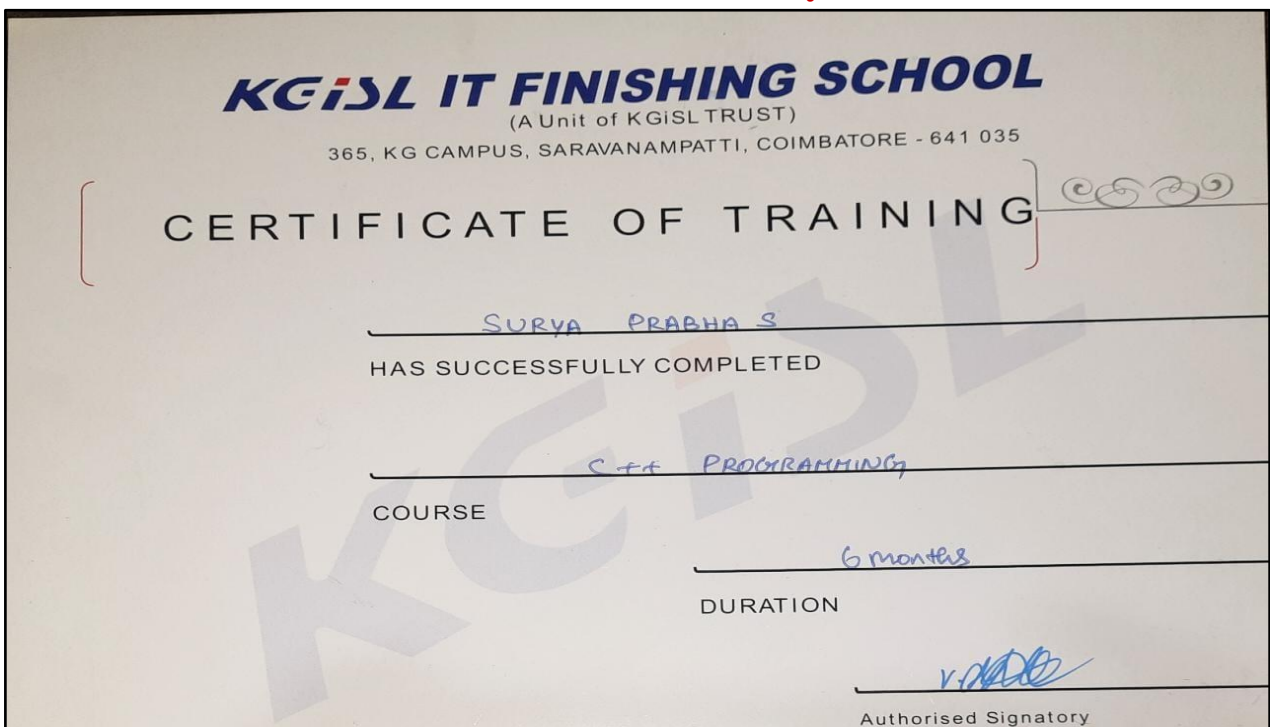 KGiSL IT FINISHING SCHOOL
(A Unit of KGiSL TRUST)
365, KG CAMPUS, SARAVANAMPATTI, COIMBATORE - 641 035
CERTIFICATE OF TRAINING
SURYA PRABHA S
HAS SUCCESSFULLY COMPLETED
C++ PROGRAMMING
COURSE
6 months
DURATION
Authorised Signatory
KGiSL